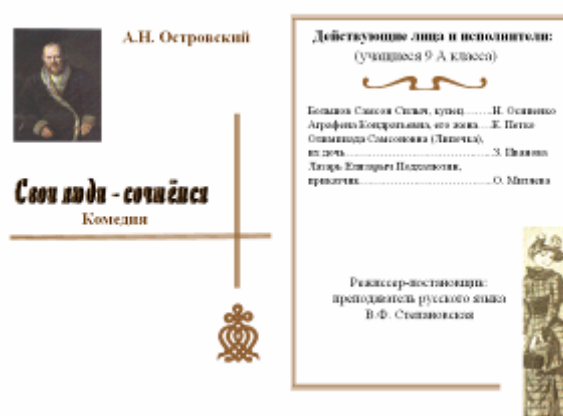 А.Н. Островский
Свои люди - сочтёмся
Комедия
Действующие лица и исполнители:
(учащиеся 9 А класса)
Большов Самсон Силыч, купец........И. Осипенко
Аграфена Кондратьевна, его жена....К. Петко
Олимпиада Самсоновна (Липочка),
их дочь..............................З. Иванова
Лазарь Елизарыч Подхалюзин,
приказчик...........................О. Митяева
Режиссер-постановщик:
преподаватель русского языка
В.Ф. Степановская